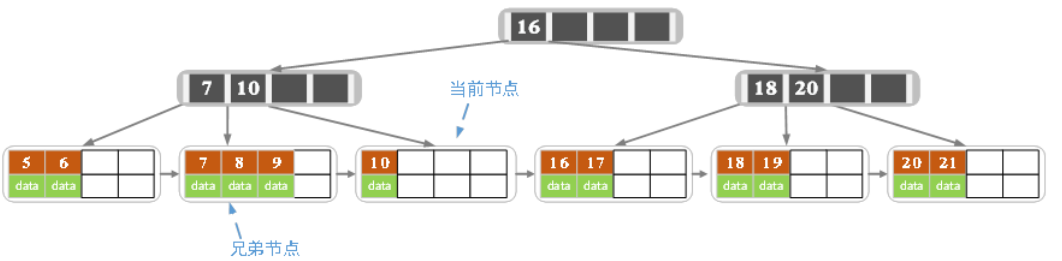 16
7 10
18 20
当前节点
5 6
7 8 9
10
16 17
18 19
20 21
data data
data data data
data
data data
data data
data data
兄弟节点